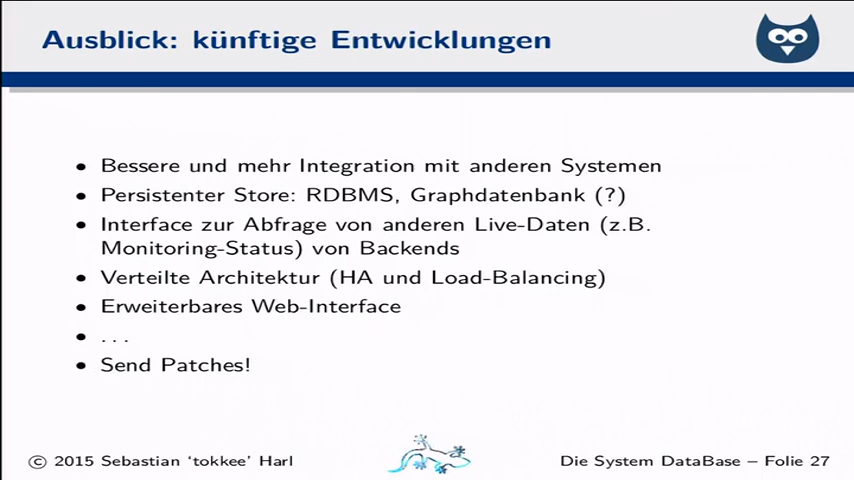 Ausblick: künftige Entwicklungen
• Bessere und mehr Integration mit anderen Systemen
• Persistenter Store: RDBMS, Graphdatenbank (?)
• Interface zur Abfrage von anderen Live-Daten (z.B.
Monitoring-Status) von Backends
• Verteilte Architektur (HA und Load-Balancing)
• Erweiterbares Web-Interface
• ...
• Send Patches!
© 2015 Sebastian ‘tokkee’ Harl
Die System DataBase – Folie 27